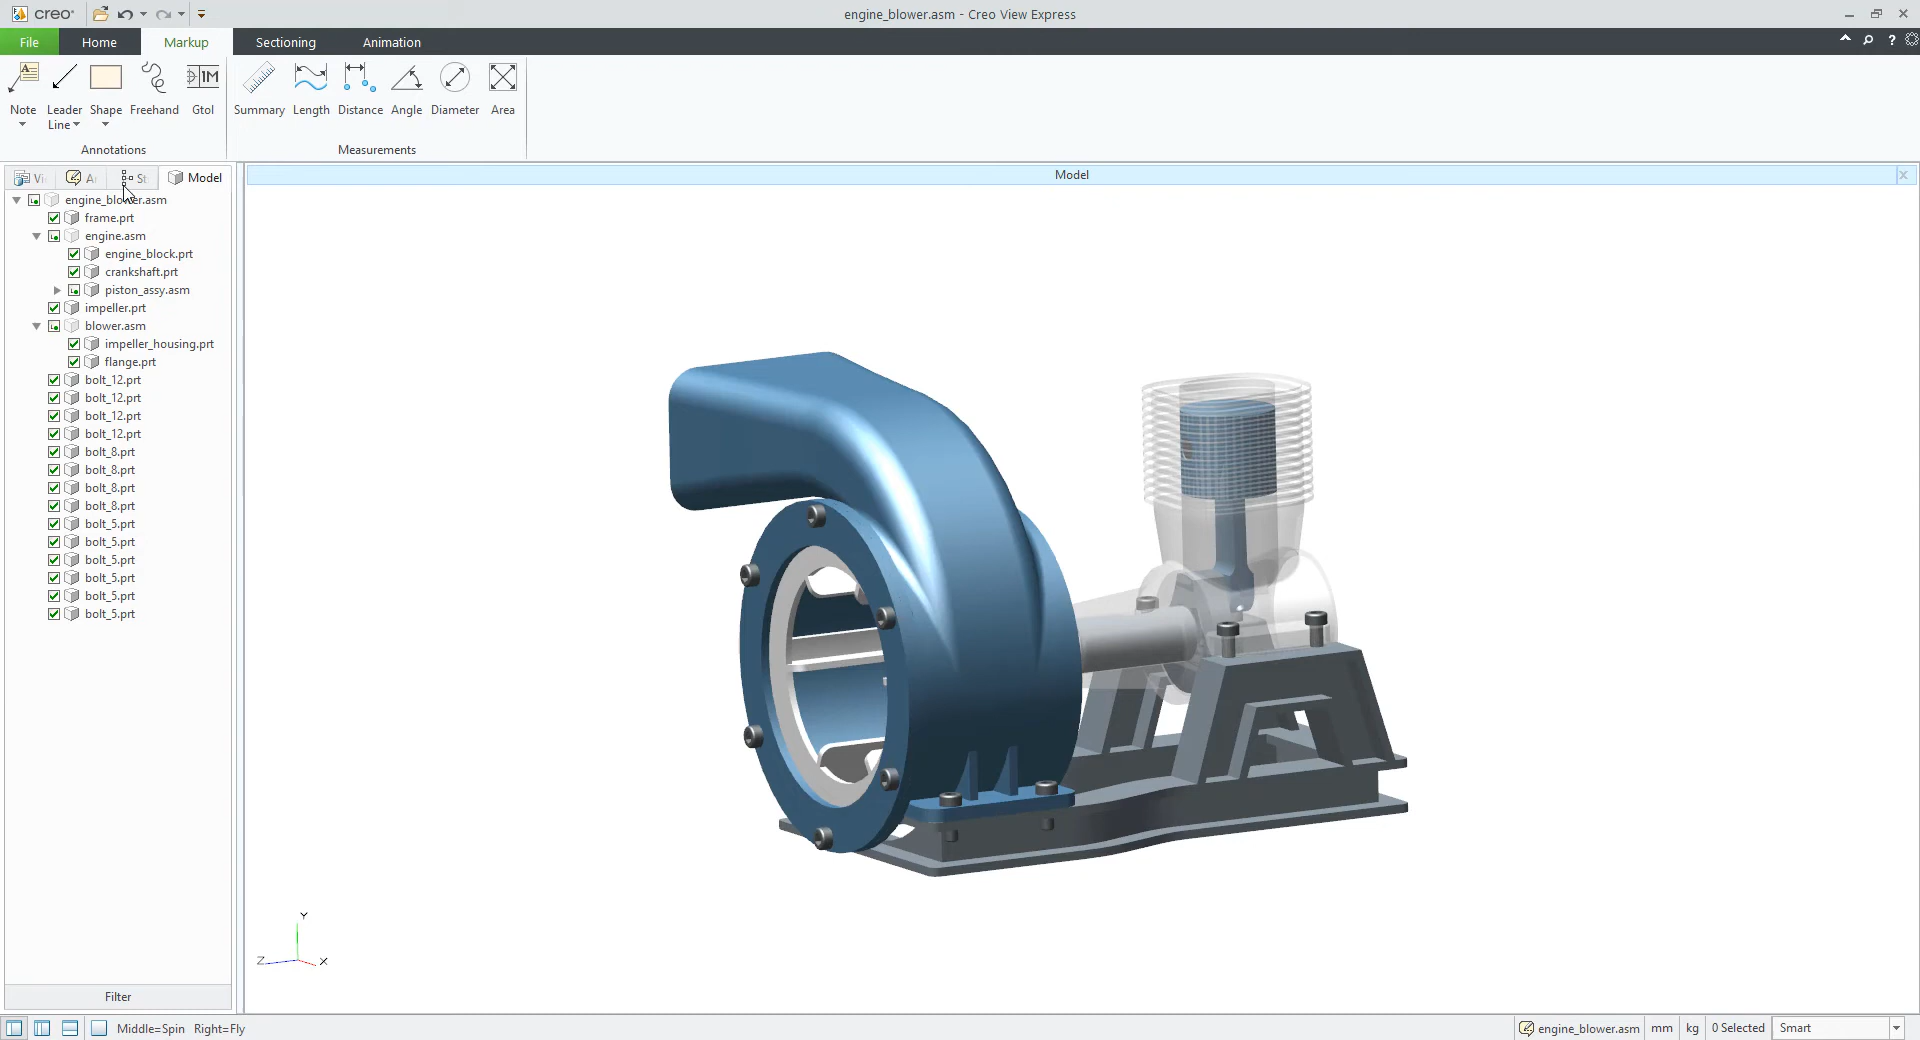 creo
engine_blower.asm - Creo View Express
File Home Markup Sectioning Animation
Note
Leader Line
Shape
Freehand
1M
Gtol
Summary
Length
Distance
Angle
Diameter
Area
Annotations
Measurements
Vi
A
St
Model
Model
engine_blower.asm
frame.prt
engine.asm
engine_block.prt
crankshaft.prt
piston_assy.asm
impeller.prt
blower.asm
impeller_housing.prt
flange.prt
bolt_12.prt
bolt_12.prt
bolt_12.prt
bolt_12.prt
bolt_8.prt
bolt_8.prt
bolt_8.prt
bolt_8.prt
bolt_5.prt
bolt_5.prt
bolt_5.prt
bolt_5.prt
bolt_5.prt
bolt_5.prt
Y
Z
X
Filter
Middle=Spin Right=Fly
engine_blower.asm
mm
kg
0 Selected
Smart